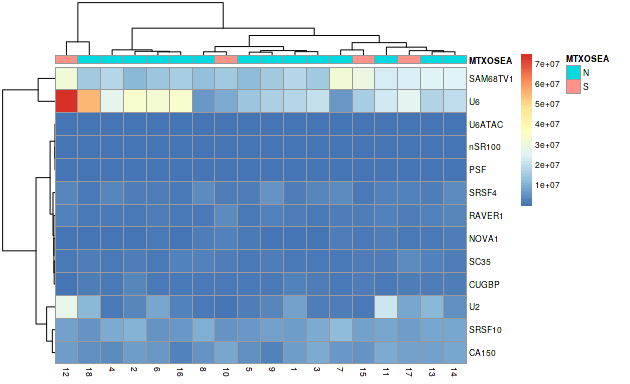 MTXOSEA
SAM68TV1
U6
U6ATAC
nSR100
PSF
SRSF4
RAVER1
NOVA1
SC35
CUGBP
U2
SRSF10
CA150
12 18 4 2 6 16 8 10 5 9 1 3 7 15 11 17 13 14
7e+07
6e+07
5e+07
4e+07
3e+07
2e+07
1e+07
MTXOSEA
N
S